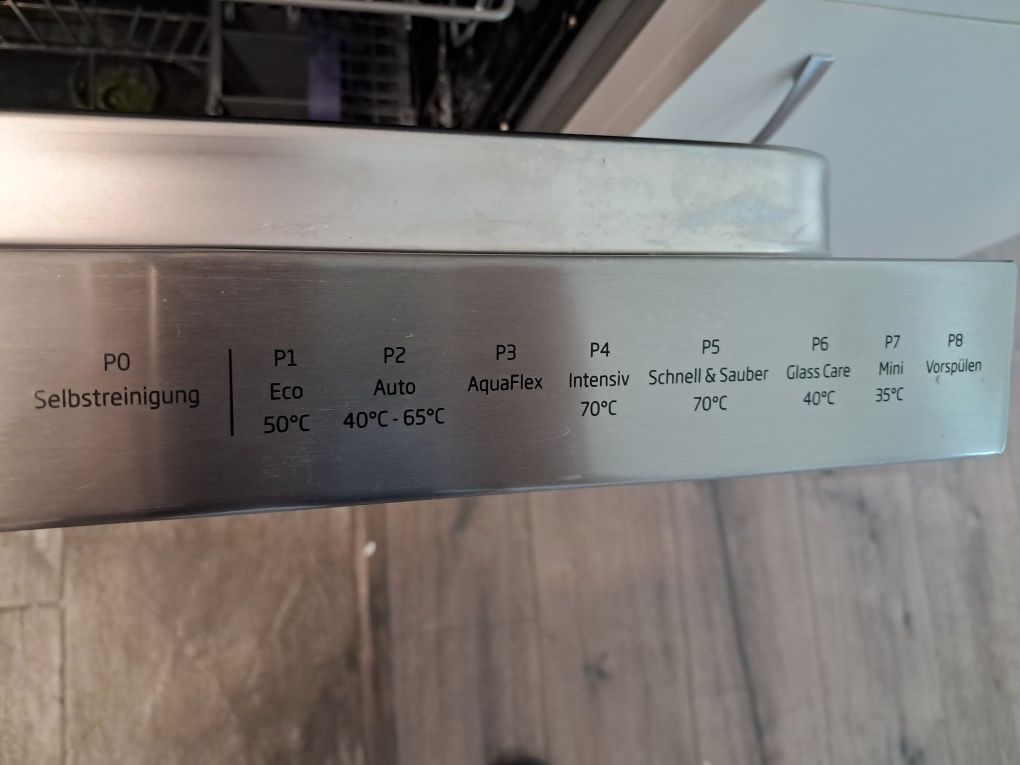 P0
Selbstreinigung
P1
Eco
50°C
P2
Auto
40°C - 65°C
P3
AquaFlex
P4
Intensiv
70°C
P5
Schnell & Sauber
70°C
P6
Glass Care
40°C
P7
Mini
35°C
P8
Vorspülen